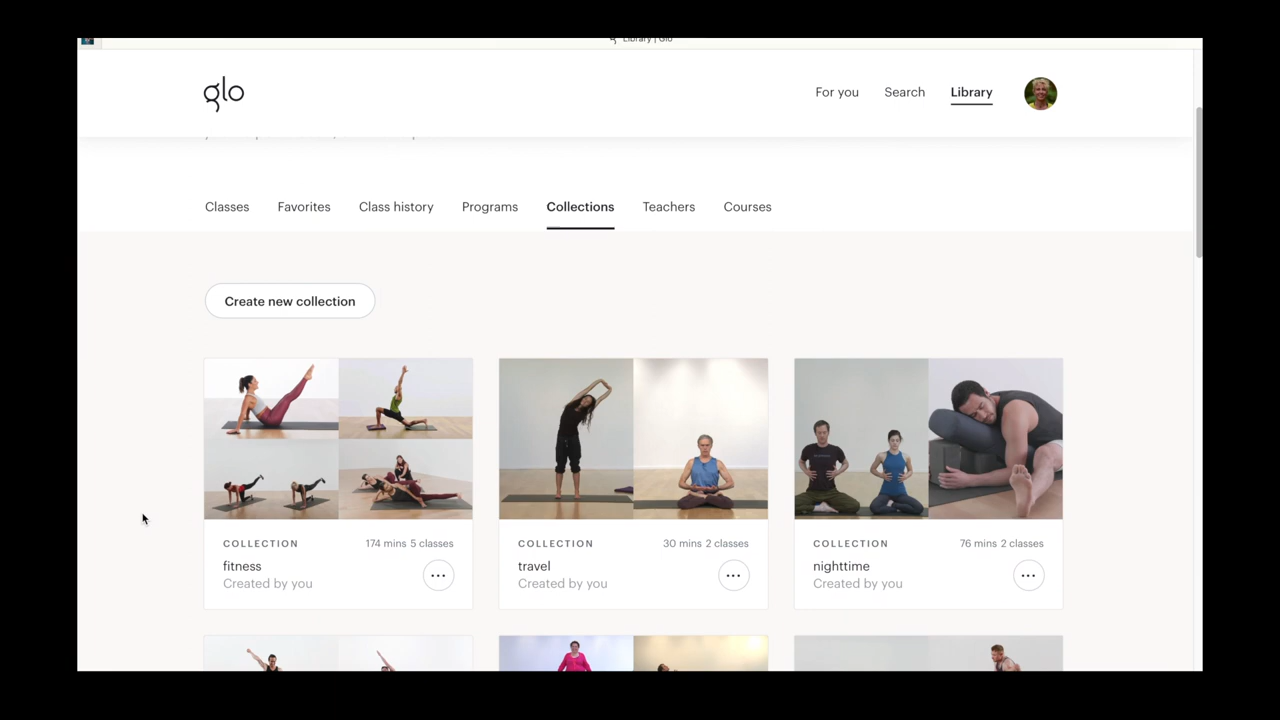 Library | Glo
glo
For you
Search
Library
Classes
Favorites
Class history
Programs
Collections
Teachers
Courses
Create new collection
COLLECTION
174 mins 5 classes
fitness
Created by you
COLLECTION
30 mins 2 classes
travel
Created by you
COLLECTION
76 mins 2 classes
nighttime
Created by you